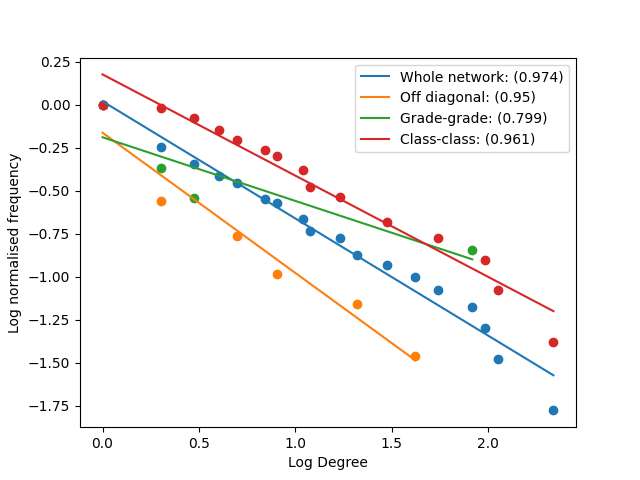 0.25
0.00
−0.25
−0.50
−0.75
−1.00
−1.25
−1.50
−1.75
Log normalised frequency
Whole network: (0.974)
Off diagonal: (0.95)
Grade-grade: (0.799)
Class-class: (0.961)
0.0 0.5 1.0 1.5 2.0
Log Degree